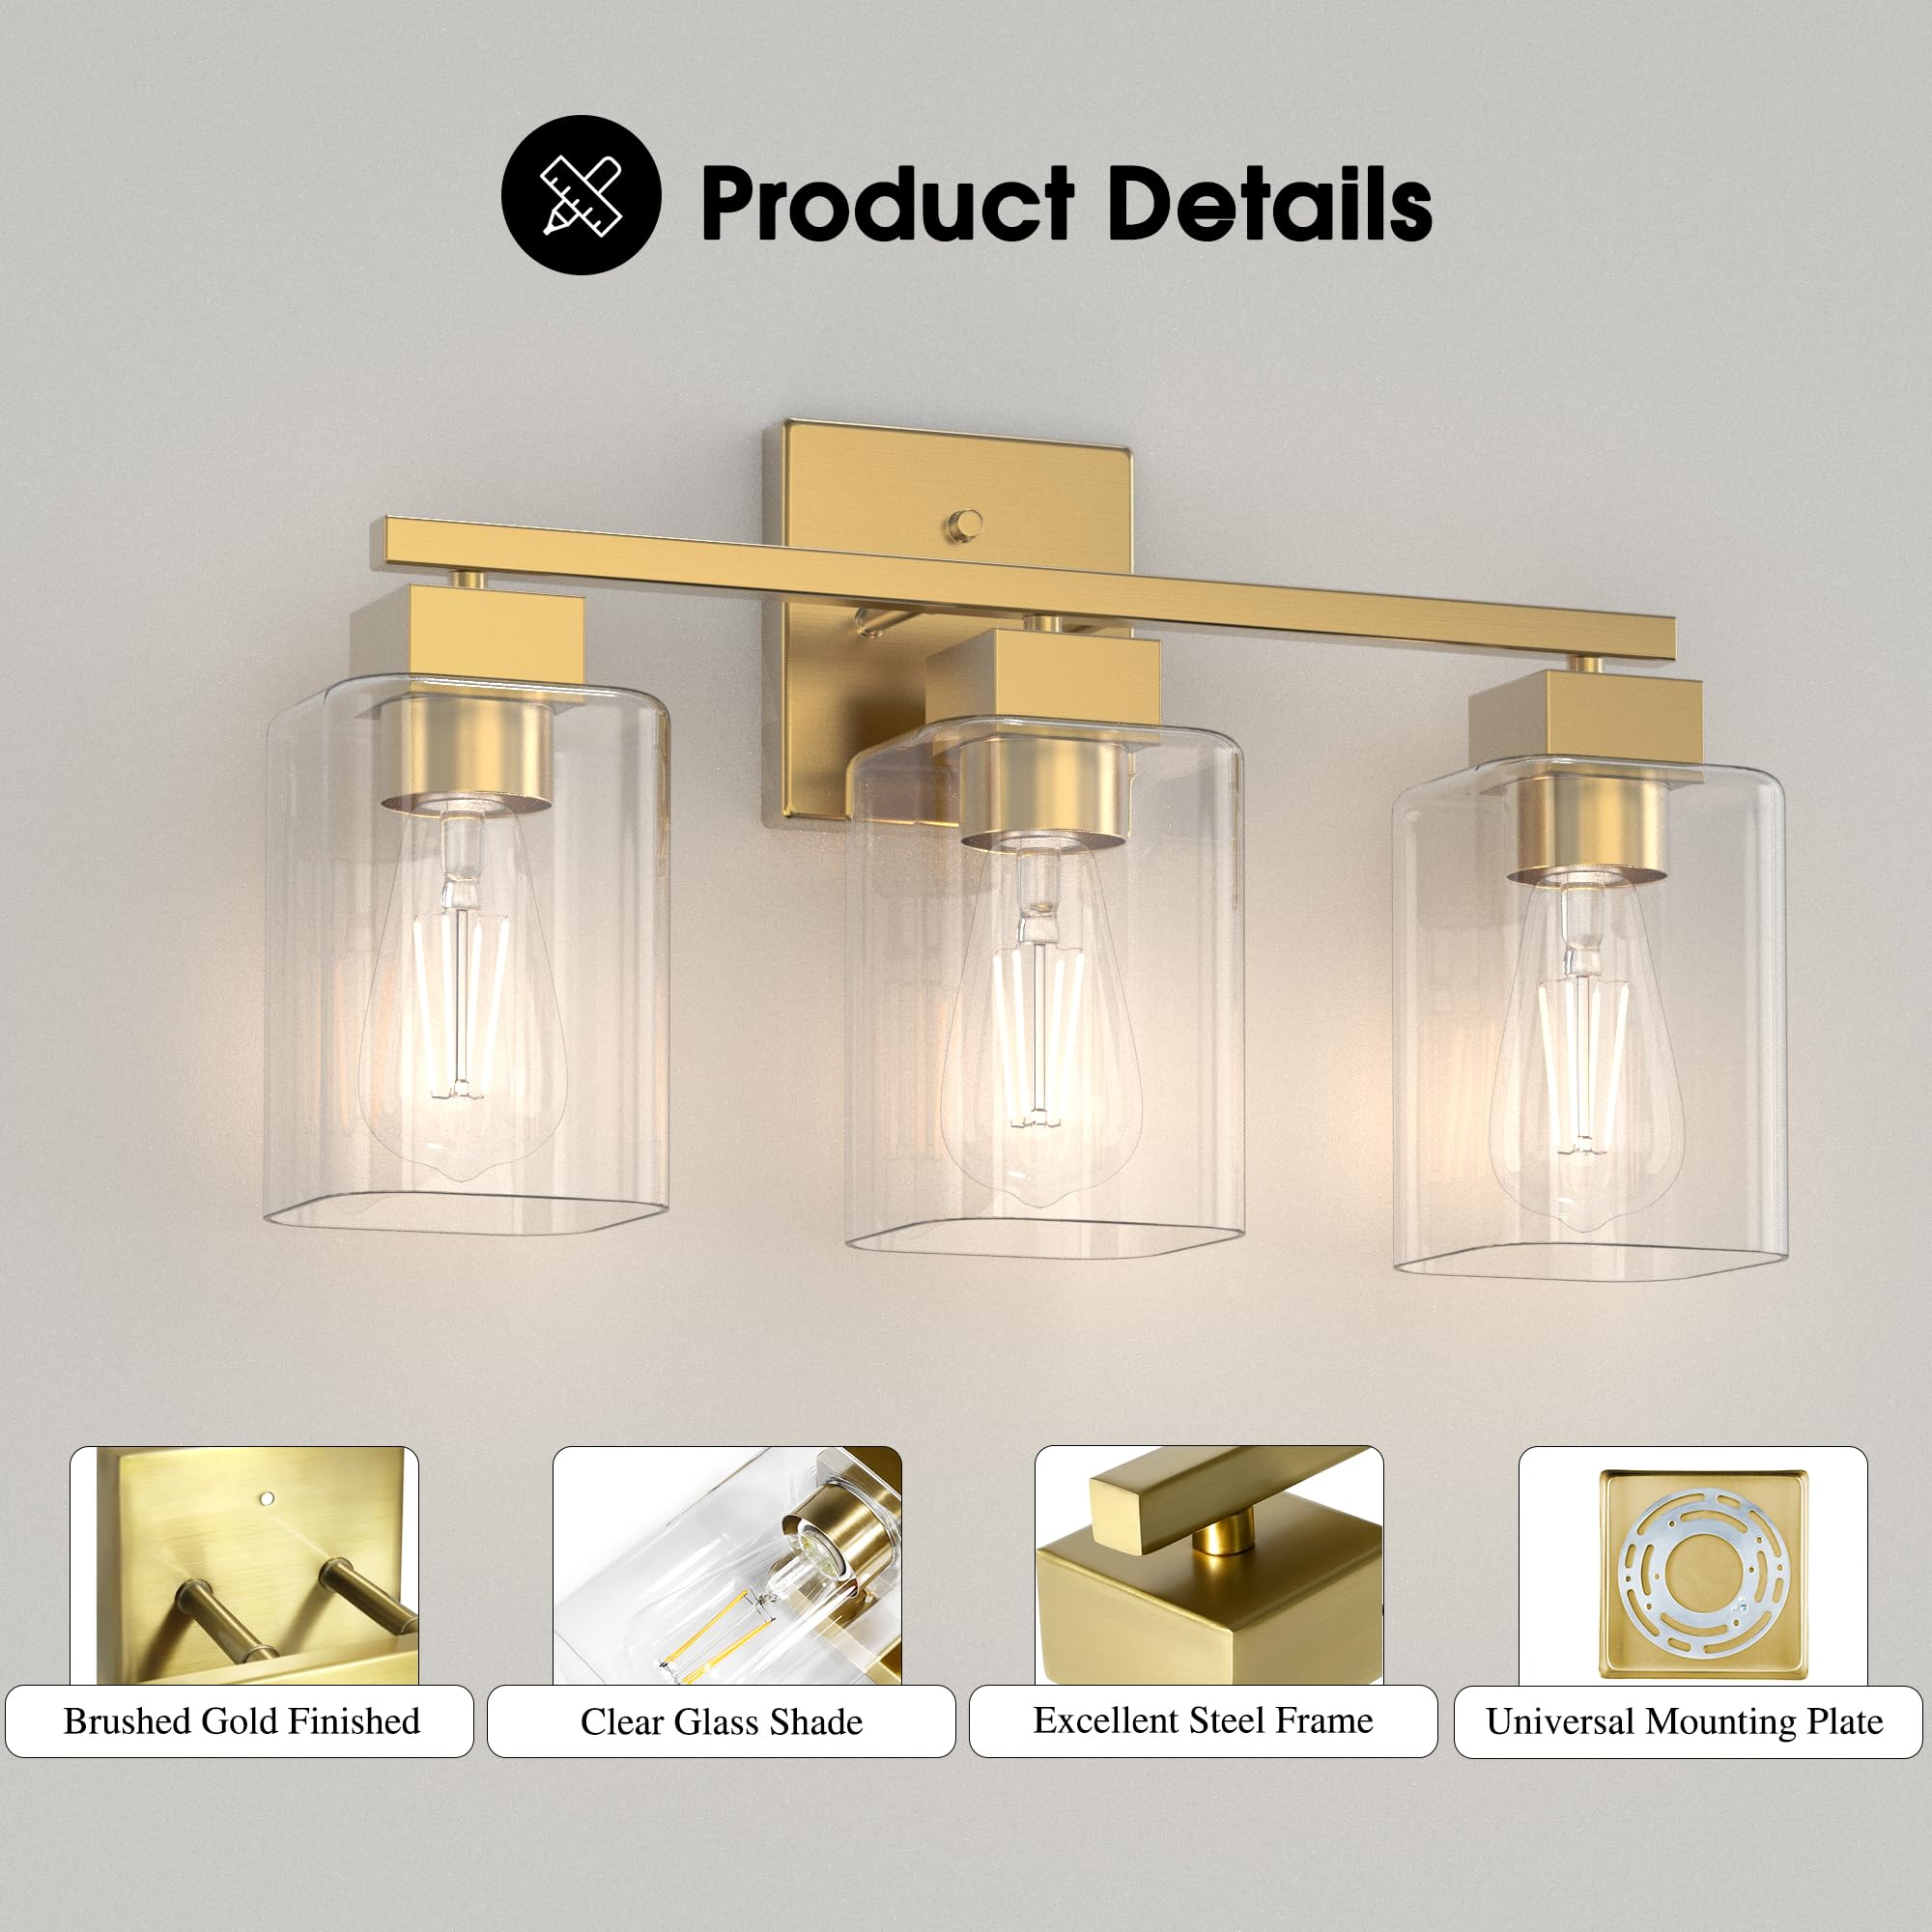 Product Details
Brushed Gold Finished
Clear Glass Shade
Excellent Steel Frame
Universal Mounting Plate